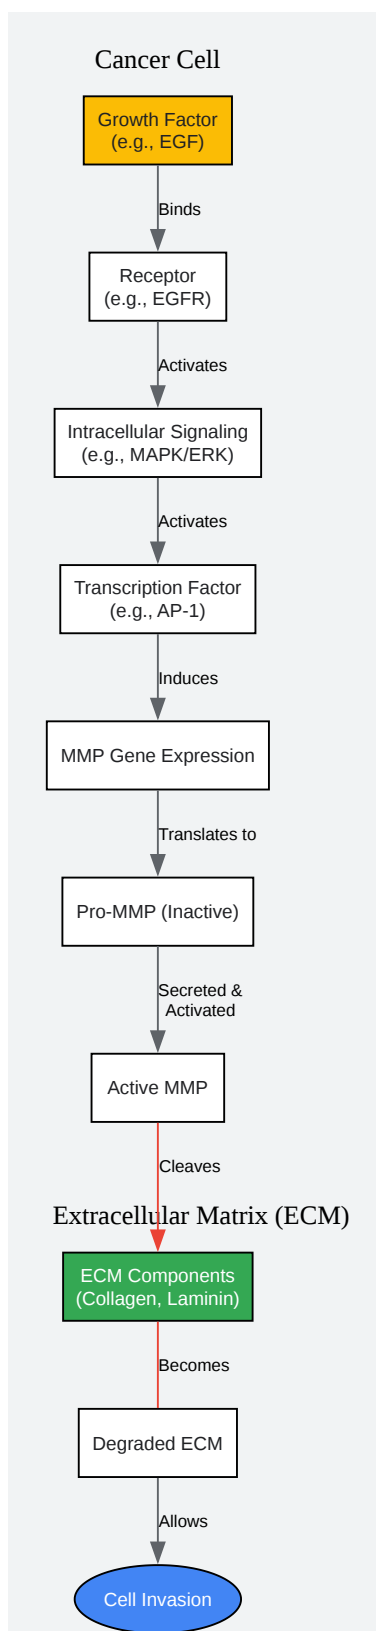 Cancer Cell
Growth Factor
(e.g., EGF)
Binds
Receptor
(e.g., EGFR)
Activates
Intracellular Signaling
(e.g., MAPK/ERK)
Activates
Transcription Factor
(e.g., AP-1)
Induces
MMP Gene Expression
Translates to
Pro-MMP (Inactive)
Secreted &
Activated
Active MMP
Cleaves
Extracellular Matrix (ECM)
ECM Components
(Collagen, Laminin)
Becomes
Degraded ECM
Allows
Cell Invasion